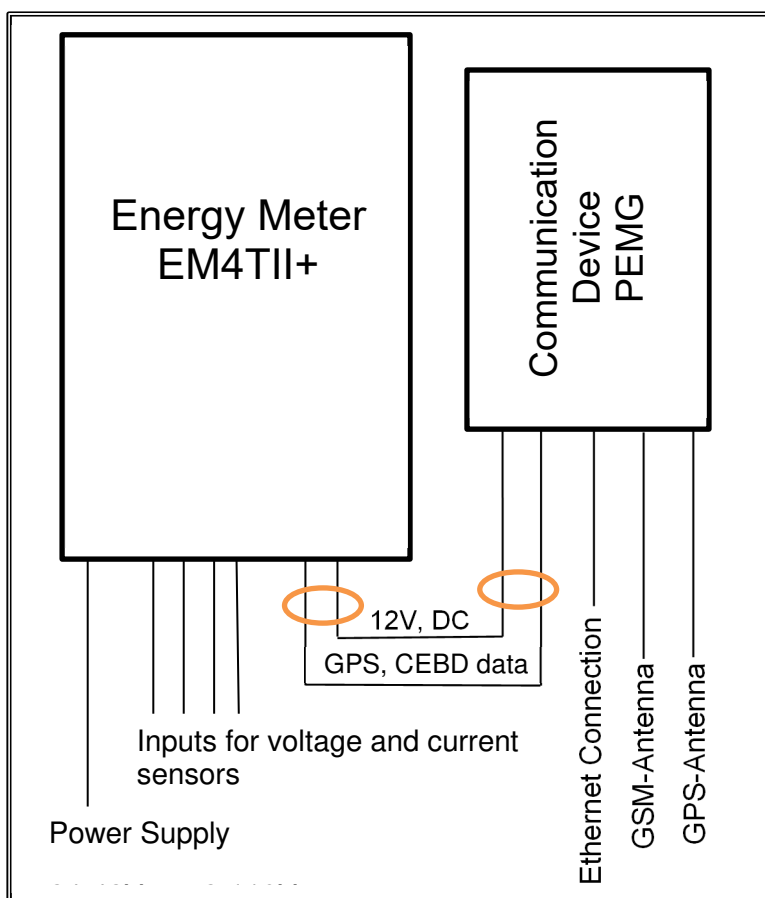 Energy Meter
EM4TII+
Communication
Device
PEMG
12V, DC
GPS, CEBD data
Inputs for voltage and current
sensors
Power Supply
Ethernet Connection
GSM-Antenna
GPS-Antenna